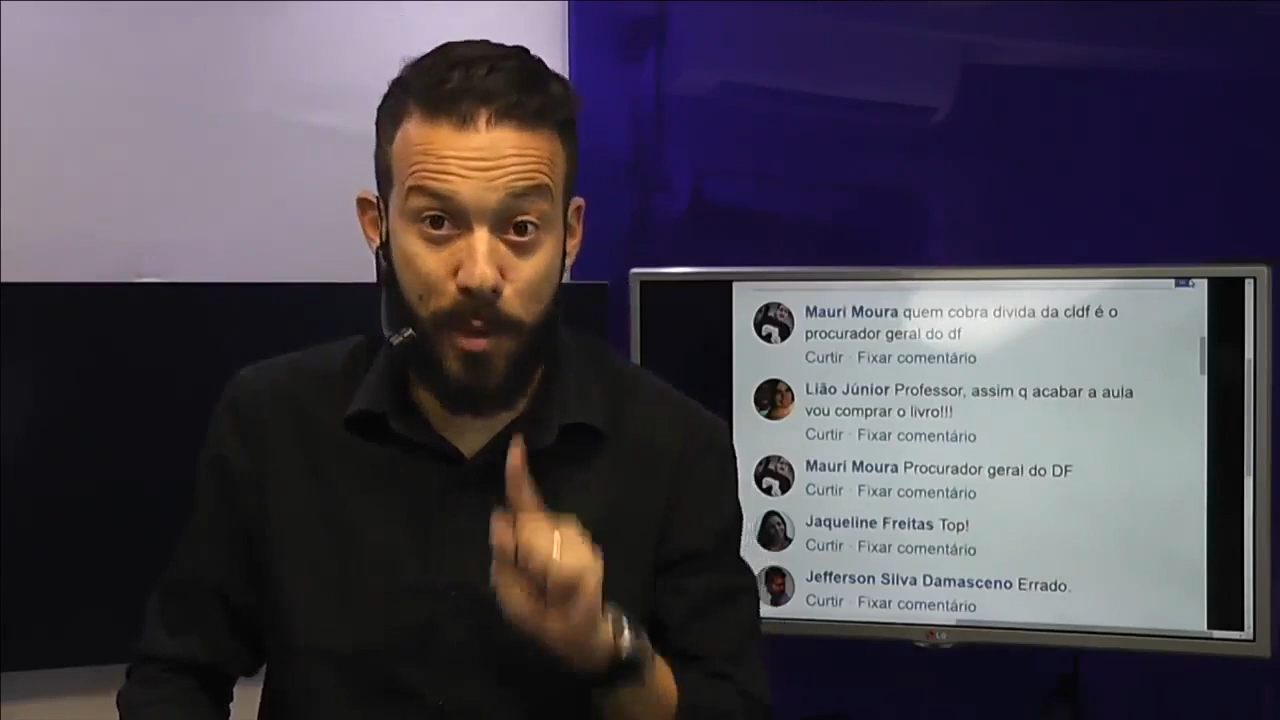 Mauri Moura quem cobra divida da cldf é o
procurador geral do df
Curtir · Fixar comentário
Lião Júnior Professor, assim q acabar a aula
vou comprar o livro!!!
Curtir · Fixar comentário
Mauri Moura Procurador geral do DF
Curtir · Fixar comentário
Jaqueline Freitas Top!
Curtir · Fixar comentário
Jefferson Silva Damasceno Errado.
Curtir · Fixar comentário
LG